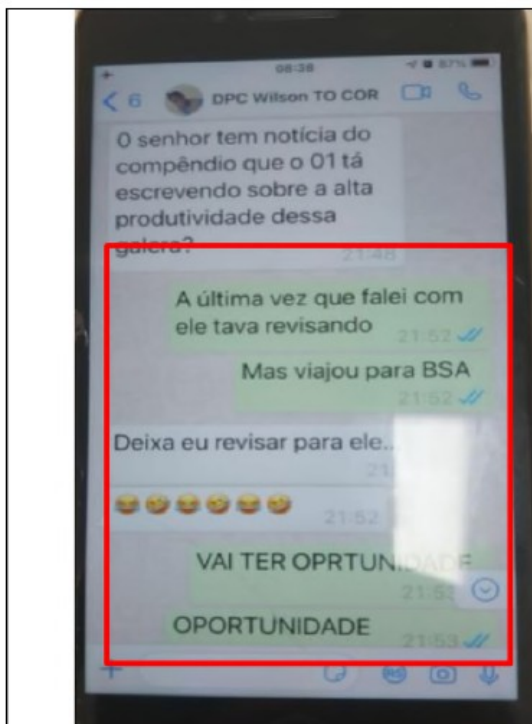 08:38
87%
6
DPC Wilson TO COR
O senhor tem notícia do
compêndio que o 01 tá
escrevendo sobre a alta
produtividade dessa
galera?
21:48
A última vez que falei com
ele tava revisando
21:52
Mas viajou para BSA
21:52
Deixa eu revisar para ele..
😂🤣😂🤣😂🤣
21:52
VAI TER OPRTUNIDADE
OPORTUNIDADE
21:53